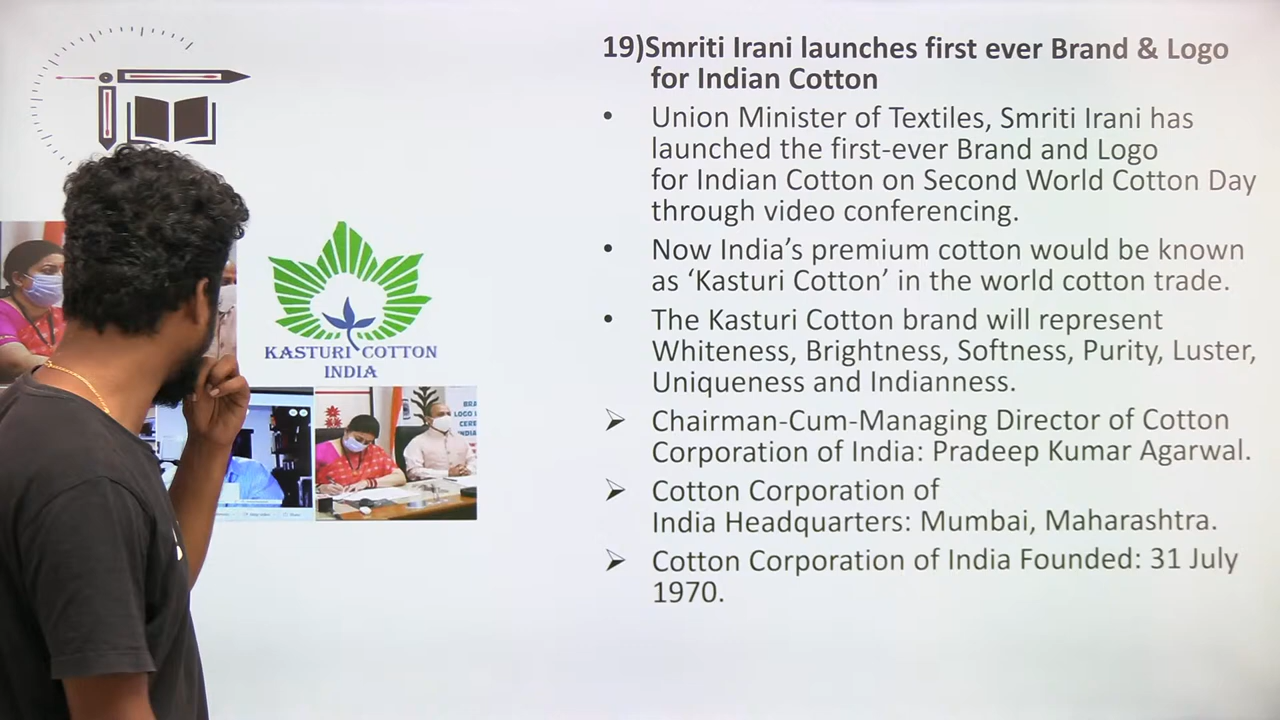 19)Smriti Irani launches first ever Brand & Logo
for Indian Cotton
• Union Minister of Textiles, Smriti Irani has
launched the first-ever Brand and Logo
for Indian Cotton on Second World Cotton Day
through video conferencing.
• Now India’s premium cotton would be known
as ‘Kasturi Cotton’ in the world cotton trade.
• The Kasturi Cotton brand will represent
Whiteness, Brightness, Softness, Purity, Luster,
Uniqueness and Indianness.
➢ Chairman-Cum-Managing Director of Cotton
Corporation of India: Pradeep Kumar Agarwal.
➢ Cotton Corporation of
India Headquarters: Mumbai, Maharashtra.
➢ Cotton Corporation of India Founded: 31 July
1970.
KASTURI COTTON
INDIA